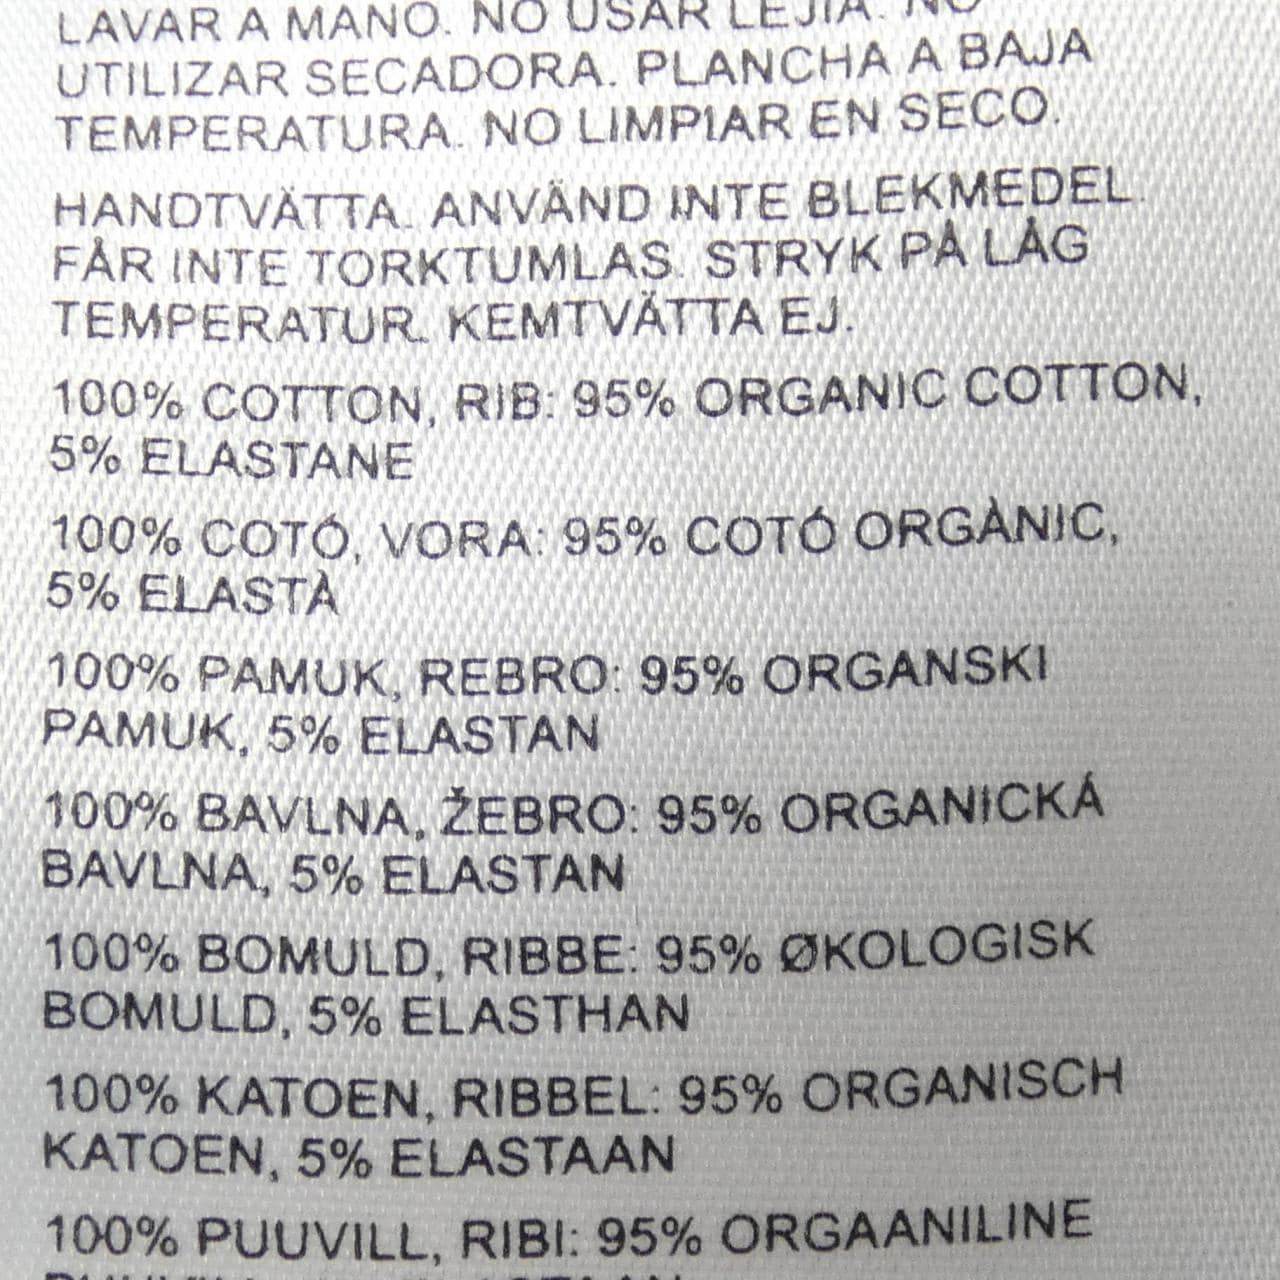 LAVAR A MANO. NO USAR LEJIA. NO
UTILIZAR SECADORA. PLANCHA A BAJA
TEMPERATURA. NO LIMPIAR EN SECO.
HANDTVÄTTA. ANVÄND INTE BLEKMEDEL.
FÅR INTE TORKTUMLAS. STRYK PÅ LÅG
TEMPERATUR. KEMTVÄTTA EJ.
100% COTTON, RIB: 95% ORGANIC COTTON,
5% ELASTANE
100% COTÓ, VORA: 95% COTÓ ORGÀNIC,
5% ELASTÀ
100% PAMUK, REBRO: 95% ORGANSKI
PAMUK, 5% ELASTAN
100% BAVLNA, ŽEBRO: 95% ORGANICKÁ
BAVLNA, 5% ELASTAN
100% BOMULD, RIBBE: 95% ØKOLOGISK
BOMULD, 5% ELASTHAN
100% KATOEN, RIBBEL: 95% ORGANISCH
KATOEN, 5% ELASTAAN
100% PUUVILL, RIBI: 95% ORGAANILINE